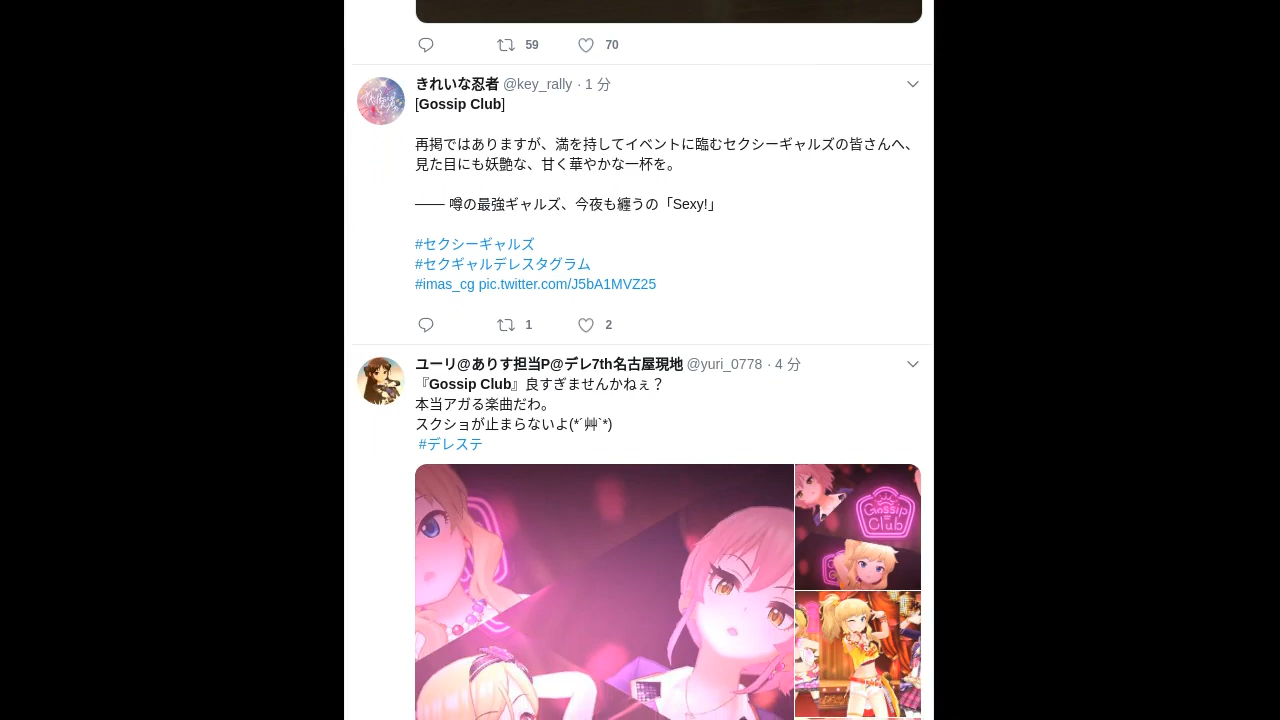 59 70
きれいな忍者 @key_rally · 1 分
[Gossip Club]
再掲ではありますが、満を持してイベントに臨むセクシーギャルズの皆さんへ、
見た目にも妖艶な、甘く華やかな一杯を。
─── 噂の最強ギャルズ、今夜も纏うの「Sexy!」
#セクシーギャルズ
#セクギャルデレスタグラム
#imas_cg pic.twitter.com/J5bA1MVZ25
1 2
ユーリ@ありす担当P@デレ7th名古屋現地 @yuri_0778 · 4 分
『Gossip Club』良すぎませんかねぇ？
本当アガる楽曲だわ。
スクショが止まらないよ(*´艸`*)
#デレステ
Gossip
Club